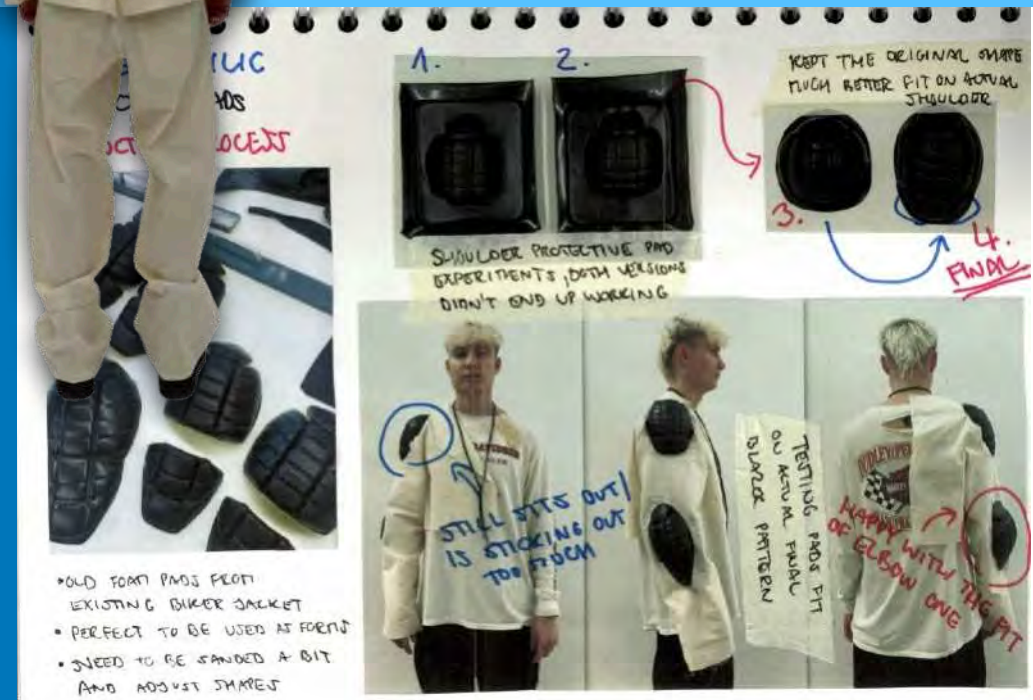 1.
2.
KEPT THE ORIGINAL SHAPE
MUCH BETTER FIT ON ACTUAL
SHOULDER
3.
4.
FINAL
SHOULDER PROTECTIVE PAD
EXPERIMENTS, BOTH VERSIONS
DIDN'T END UP WORKING
STILL SITS OUT/
IS STICKING OUT
TOO MUCH
TESTING PADS FIT
ON ACTUAL FINAL
BLAZER PATTERN
HAPPY WITH THE FIT
OF ELBOW ONE
•OLD FOAM PADS FROM
EXISTING BIKER JACKET
• PERFECT TO BE USED AS FORMS
• NEED TO BE SANDED A BIT
AND ADJUST SHAPES